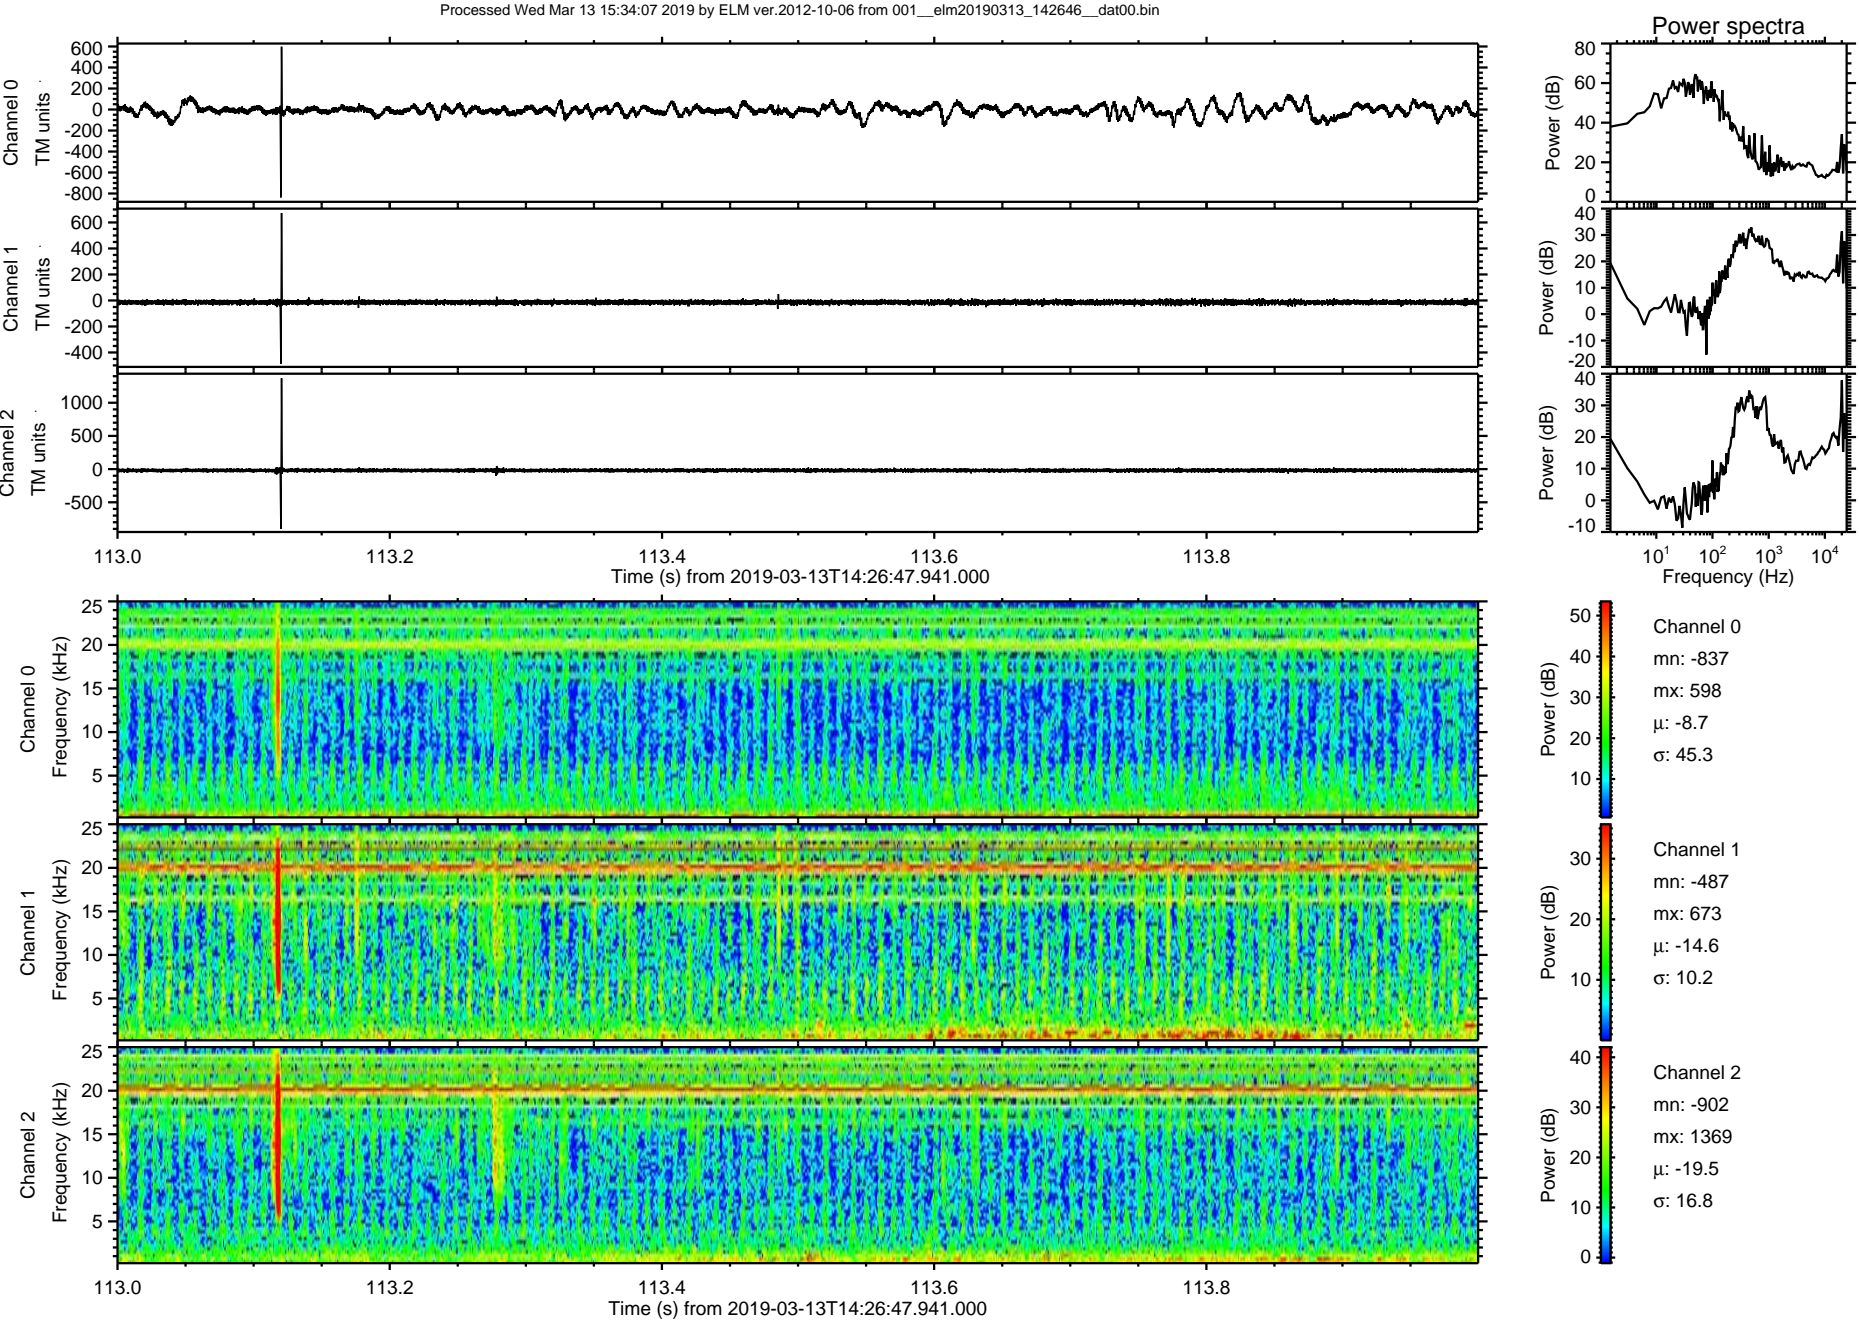 Processed Wed Mar 13 15:34:07 2019 by ELM ver.2012-10-06 from 001__elm20190313_142646__dat00.bin
Power spectra
Channel 0
TM units
600
400
200
0
-200
-400
-600
-800
Power (dB)
80
60
40
20
0
Channel 1
TM units
600
400
200
0
-200
-400
Power (dB)
40
30
20
10
0
-10
-20
Channel 2
TM units
1000
500
0
-500
Power (dB)
40
30
20
10
0
-10
113.0 113.2 113.4 113.6 113.8
Time (s) from 2019-03-13T14:26:47.941.000
10¹ 10² 10³ 10⁴
Frequency (Hz)
Channel 0
Frequency (kHz)
25
20
15
10
5
Power (dB)
50
40
30
20
10
Channel 0
mn: -837
mx: 598
μ: -8.7
σ: 45.3
Channel 1
Frequency (kHz)
25
20
15
10
5
Power (dB)
30
20
10
Channel 1
mn: -487
mx: 673
μ: -14.6
σ: 10.2
Channel 2
Frequency (kHz)
25
20
15
10
5
Power (dB)
40
30
20
10
0
Channel 2
mn: -902
mx: 1369
μ: -19.5
σ: 16.8
113.0 113.2 113.4 113.6 113.8
Time (s) from 2019-03-13T14:26:47.941.000